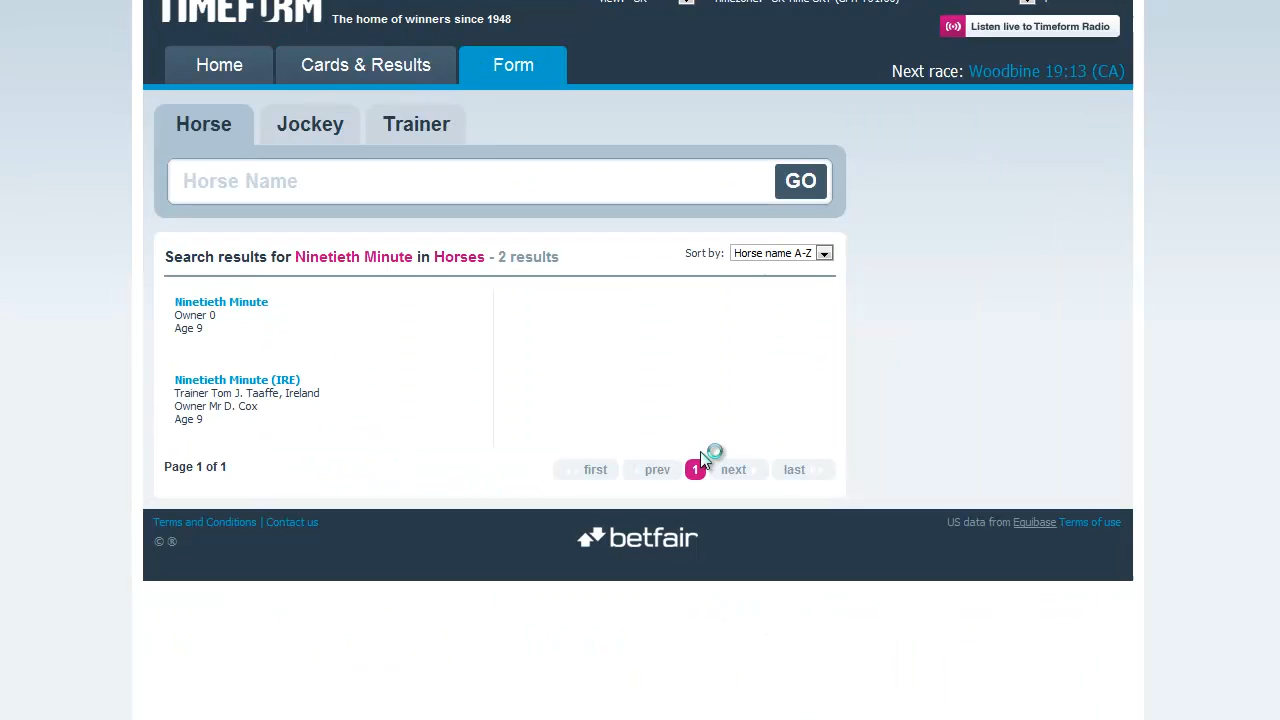 TIMEFORM
The home of winners since 1948
Listen live to Timeform Radio
Home
Cards & Results
Form
Next race: Woodbine 19:13 (CA)
Horse
Jockey
Trainer
Horse Name
GO
Search results for Ninetieth Minute in Horses - 2 results
Sort by:
Horse name A-Z
Ninetieth Minute
Owner 0
Age 9
Ninetieth Minute (IRE)
Trainer Tom J. Taaffe, Ireland
Owner Mr D. Cox
Age 9
Page 1 of 1
first
prev
1
next
last
Terms and Conditions | Contact us
© ®
betfair
US data from Equibase Terms of use